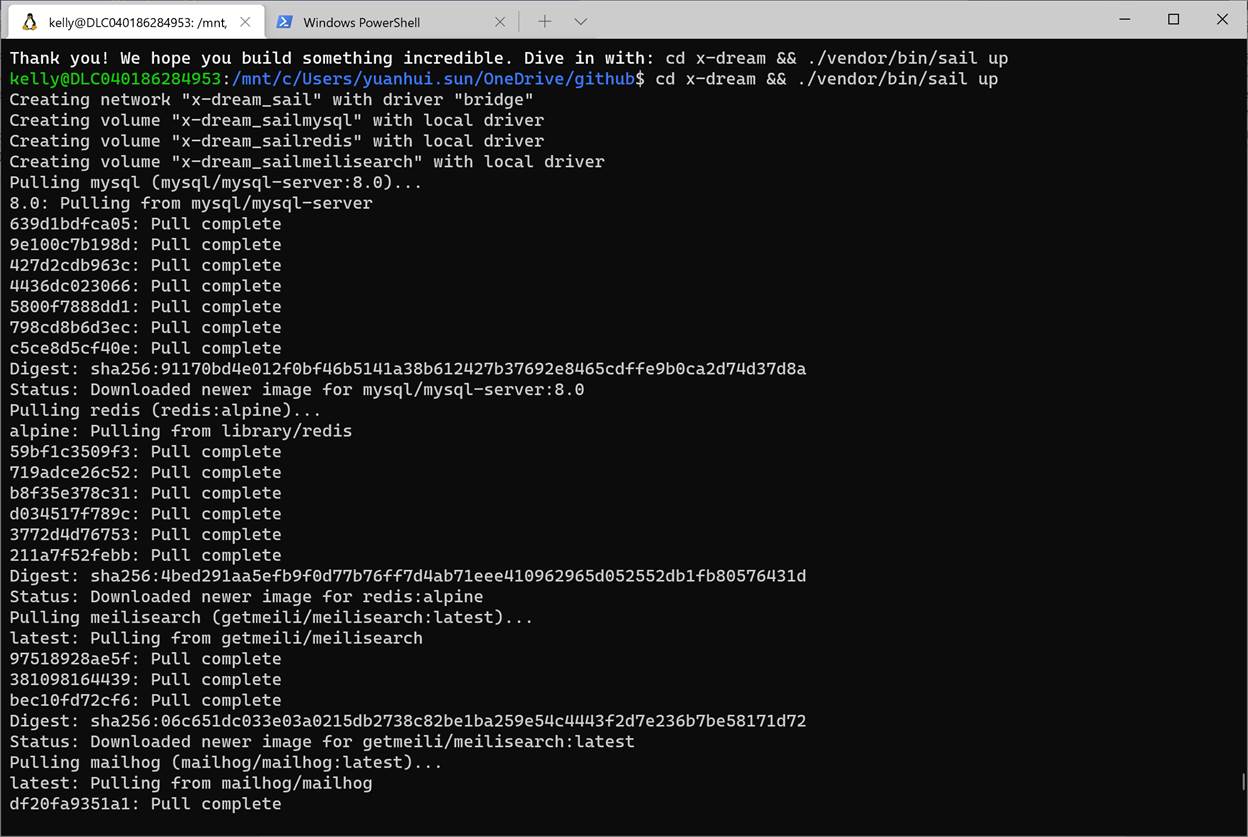 kelly@DLC040186284953: /mnt,
Windows PowerShell
Thank you! We hope you build something incredible. Dive in with: cd x-dream && ./vendor/bin/sail up
kelly@DLC040186284953:/mnt/c/Users/yuanhui.sun/OneDrive/github$ cd x-dream && ./vendor/bin/sail up
Creating network "x-dream_sail" with driver "bridge"
Creating volume "x-dream_sailmysql" with local driver
Creating volume "x-dream_sailredis" with local driver
Creating volume "x-dream_sailmeilisearch" with local driver
Pulling mysql (mysql/mysql-server:8.0)...
8.0: Pulling from mysql/mysql-server
639d1bdfca05: Pull complete
9e100c7b198d: Pull complete
427d2cdb963c: Pull complete
4436dc023066: Pull complete
5800f7888dd1: Pull complete
798cd8b6d3ec: Pull complete
c5ce8d5cf40e: Pull complete
Digest: sha256:91170bd4e012f0bf46b5141a38b612427b37692e8465cdffe9b0ca2d74d37d8a
Status: Downloaded newer image for mysql/mysql-server:8.0
Pulling redis (redis:alpine)...
alpine: Pulling from library/redis
59bf1c3509f3: Pull complete
719adce26c52: Pull complete
b8f35e378c31: Pull complete
d034517f789c: Pull complete
3772d4d76753: Pull complete
211a7f52febb: Pull complete
Digest: sha256:4bed291aa5efb9f0d77b76ff7d4ab71eee410962965d052552db1fb80576431d
Status: Downloaded newer image for redis:alpine
Pulling meilisearch (getmeili/meilisearch:latest)...
latest: Pulling from getmeili/meilisearch
97518928ae5f: Pull complete
381098164439: Pull complete
bec10fd72cf6: Pull complete
Digest: sha256:06c651dc033e03a0215db2738c82be1ba259e54c4443f2d7e236b7be58171d72
Status: Downloaded newer image for getmeili/meilisearch:latest
Pulling mailhog (mailhog/mailhog:latest)...
latest: Pulling from mailhog/mailhog
df20fa9351a1: Pull complete